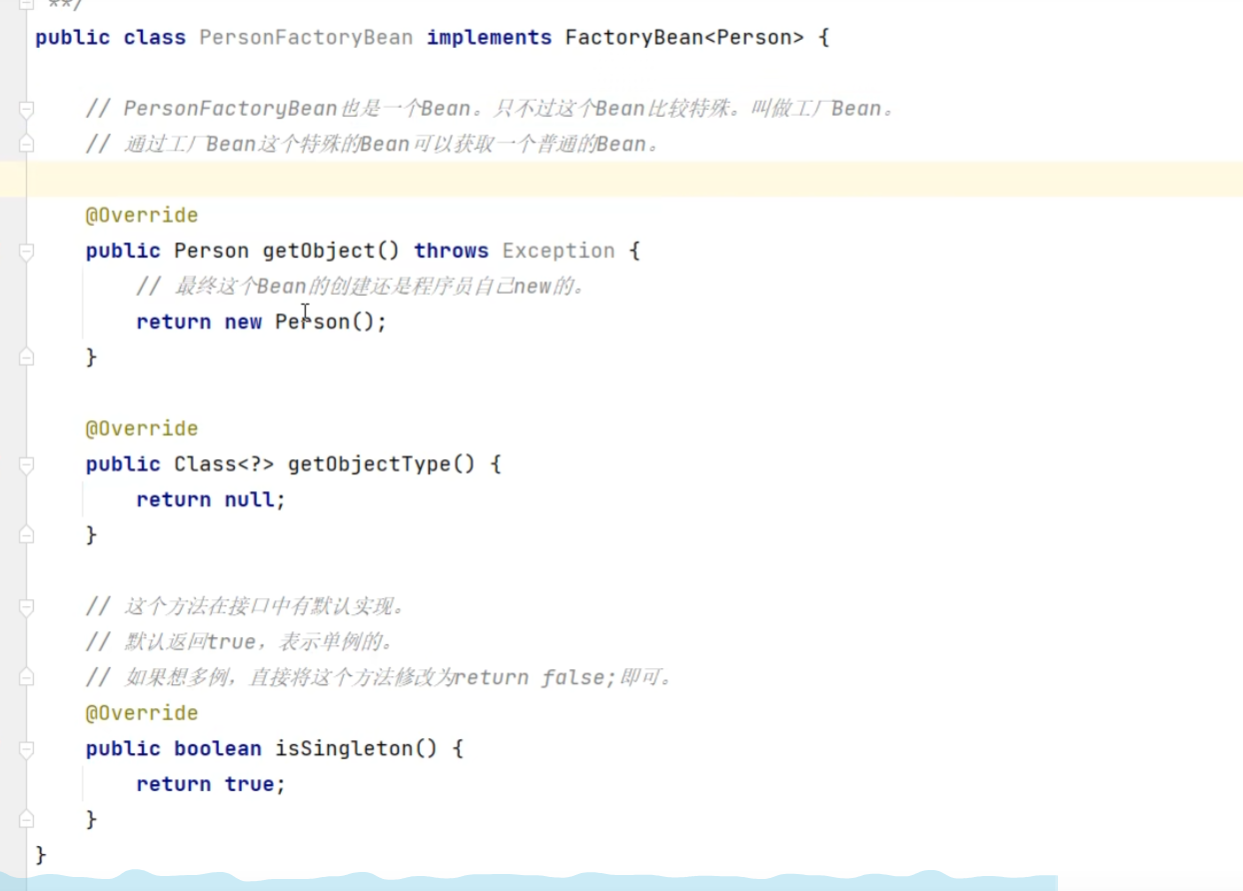 **/
public class PersonFactoryBean implements FactoryBean<Person> {
// PersonFactoryBean也是一个Bean。只不过这个Bean比较特殊。叫做工厂Bean。
// 通过工厂Bean这个特殊的Bean可以获取一个普通的Bean。
@Override
public Person getObject() throws Exception {
// 最终这个Bean的创建还是程序员自己new的。
return new Person();
}
@Override
public Class<?> getObjectType() {
return null;
}
// 这个方法在接口中有默认实现。
// 默认返回true，表示单例的。
// 如果想多例，直接将这个方法修改为return false;即可。
@Override
public boolean isSingleton() {
return true;
}
}